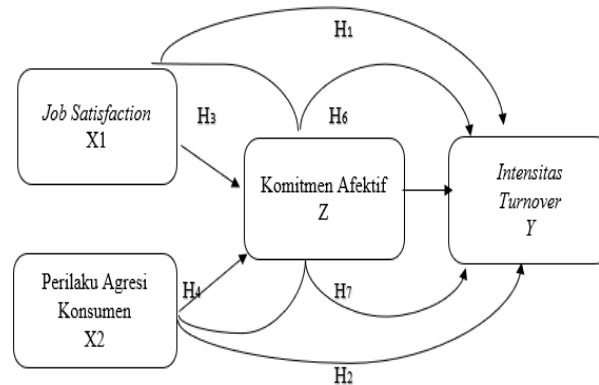 H1
Job Satisfaction
X1
H3
H6
Komitmen Afektif
Z
Intensitas
Turnover
Y
Perilaku Agresi
Konsumen
X2
H4
H7
H2